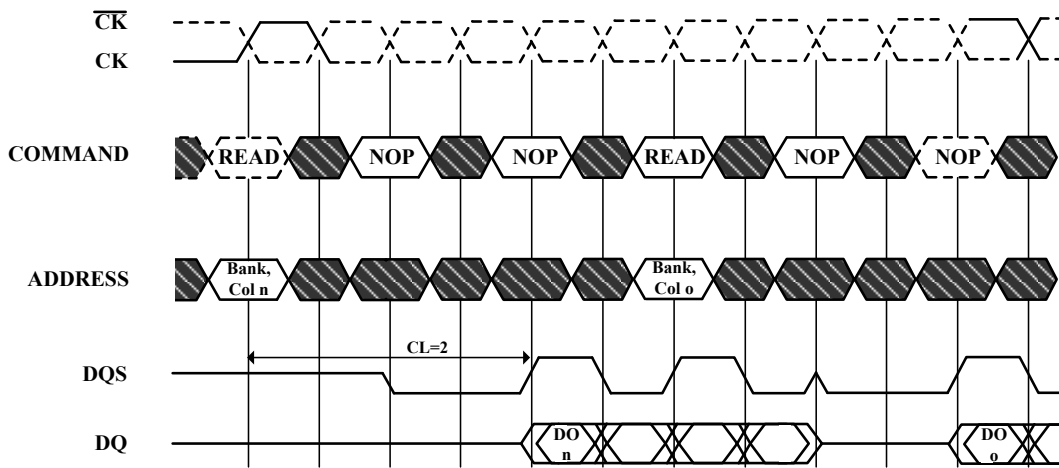 CK
CK
COMMAND
READ
NOP
NOP
READ
NOP
NOP
ADDRESS
Bank,
Col n
Bank,
Col o
CL=2
DQS
DQ
DO
n
DO
o